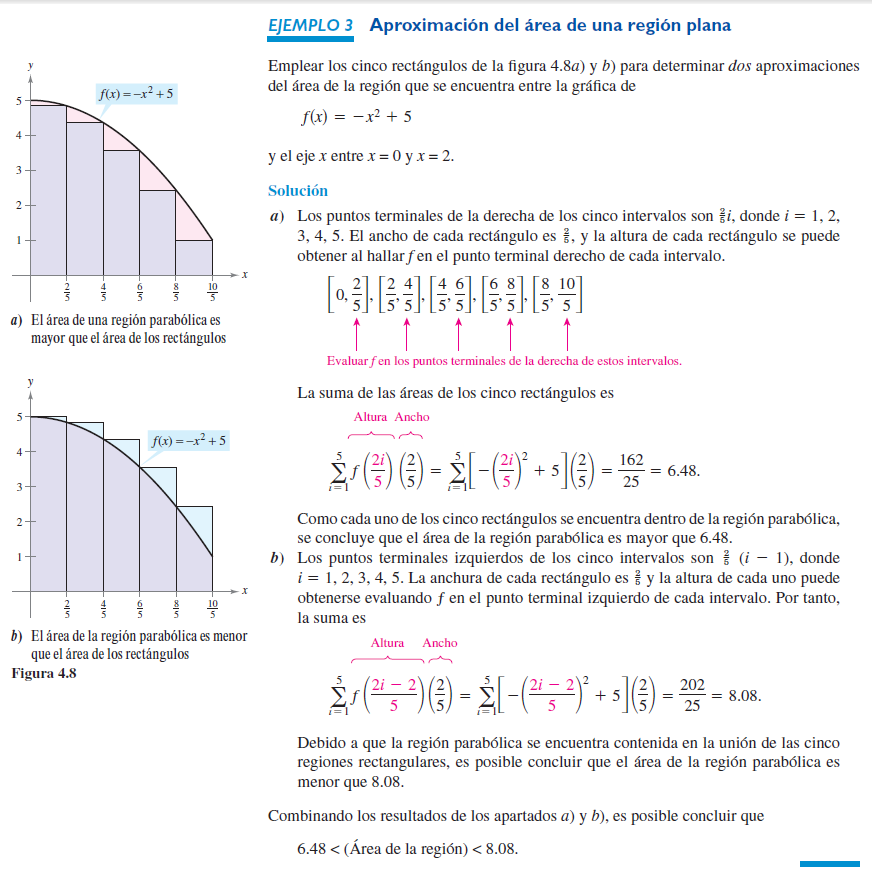 EJEMPLO 3 Aproximación del área de una región plana
Emplear los cinco rectángulos de la figura 4.8a) y b) para determinar dos aproximaciones
del área de la región que se encuentra entre la gráfica de
f(x) = −x² + 5
y el eje x entre x = 0 y x = 2.
Solución
a) Los puntos terminales de la derecha de los cinco intervalos son 2/5 i, donde i = 1, 2,
3, 4, 5. El ancho de cada rectángulo es 2/5, y la altura de cada rectángulo se puede
obtener al hallar f en el punto terminal derecho de cada intervalo.
[0, 2/5], [2/5, 4/5], [4/5, 6/5], [6/5, 8/5], [8/5, 10/5]
Evaluar f en los puntos terminales de la derecha de estos intervalos.
La suma de las áreas de los cinco rectángulos es
Altura Ancho
5 ∑ i=1 f(2i/5)(2/5) = 5 ∑ i=1 [−(2i/5)² + 5](2/5) = 162/25 = 6.48.
Como cada uno de los cinco rectángulos se encuentra dentro de la región parabólica,
se concluye que el área de la región parabólica es mayor que 6.48.
b) Los puntos terminales izquierdos de los cinco intervalos son 2/5 (i − 1), donde
i = 1, 2, 3, 4, 5. La anchura de cada rectángulo es 2/5 y la altura de cada uno puede
obtenerse evaluando f en el punto terminal izquierdo de cada intervalo. Por tanto,
la suma es
Altura Ancho
5 ∑ i=1 f((2i − 2)/5)(2/5) = 5 ∑ i=1 [−((2i − 2)/5)² + 5](2/5) = 202/25 = 8.08.
Debido a que la región parabólica se encuentra contenida en la unión de las cinco
regiones rectangulares, es posible concluir que el área de la región parabólica es
menor que 8.08.
Combinando los resultados de los apartados a) y b), es posible concluir que
6.48 < (Área de la región) < 8.08.
y
f(x) = −x² + 5
5
4
3
2
1
x
2/5 4/5 6/5 8/5 10/5
a) El área de una región parabólica es
mayor que el área de los rectángulos
y
f(x) = −x² + 5
5
4
3
2
1
x
2/5 4/5 6/5 8/5 10/5
b) El área de la región parabólica es menor
que el área de los rectángulos
Figura 4.8